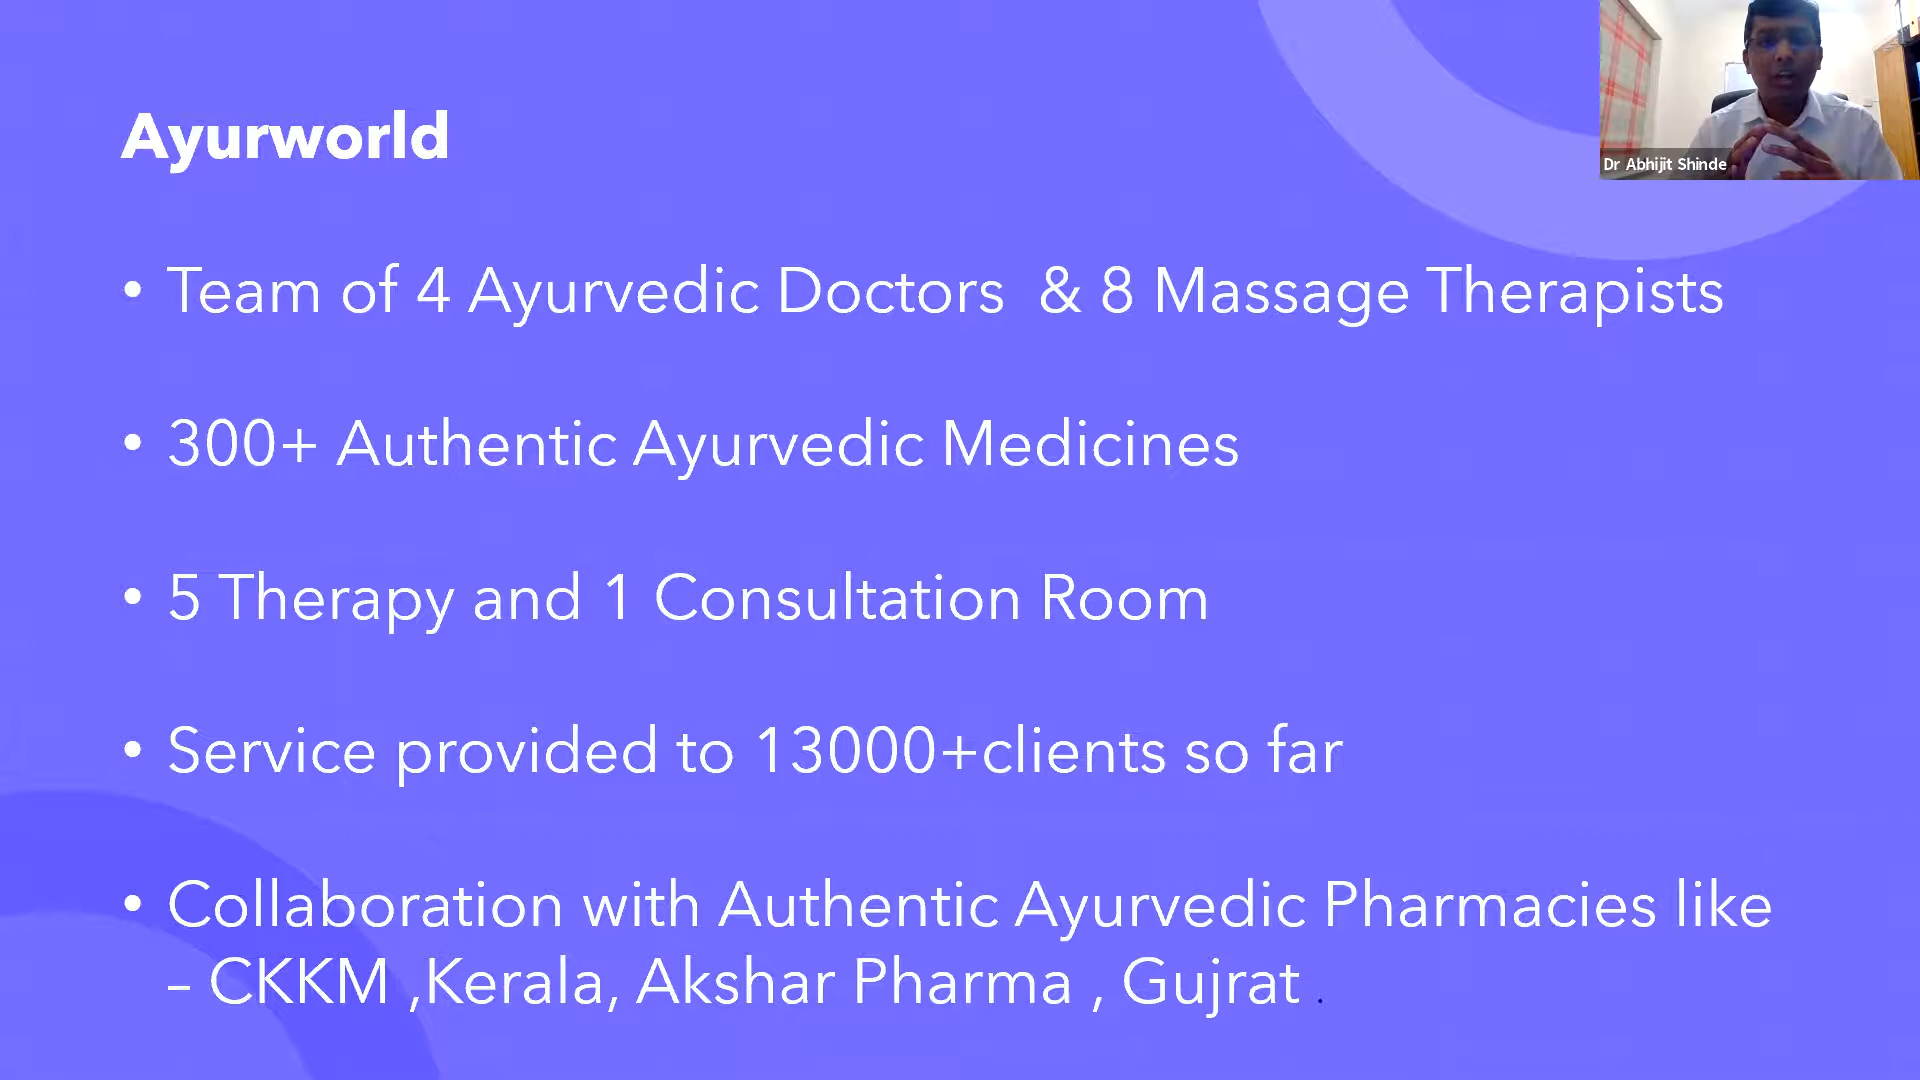 Ayurworld
Dr Abhijit Shinde
• Team of 4 Ayurvedic Doctors & 8 Massage Therapists
• 300+ Authentic Ayurvedic Medicines
• 5 Therapy and 1 Consultation Room
• Service provided to 13000+clients so far
• Collaboration with Authentic Ayurvedic Pharmacies like
– CKKM ,Kerala, Akshar Pharma , Gujrat .